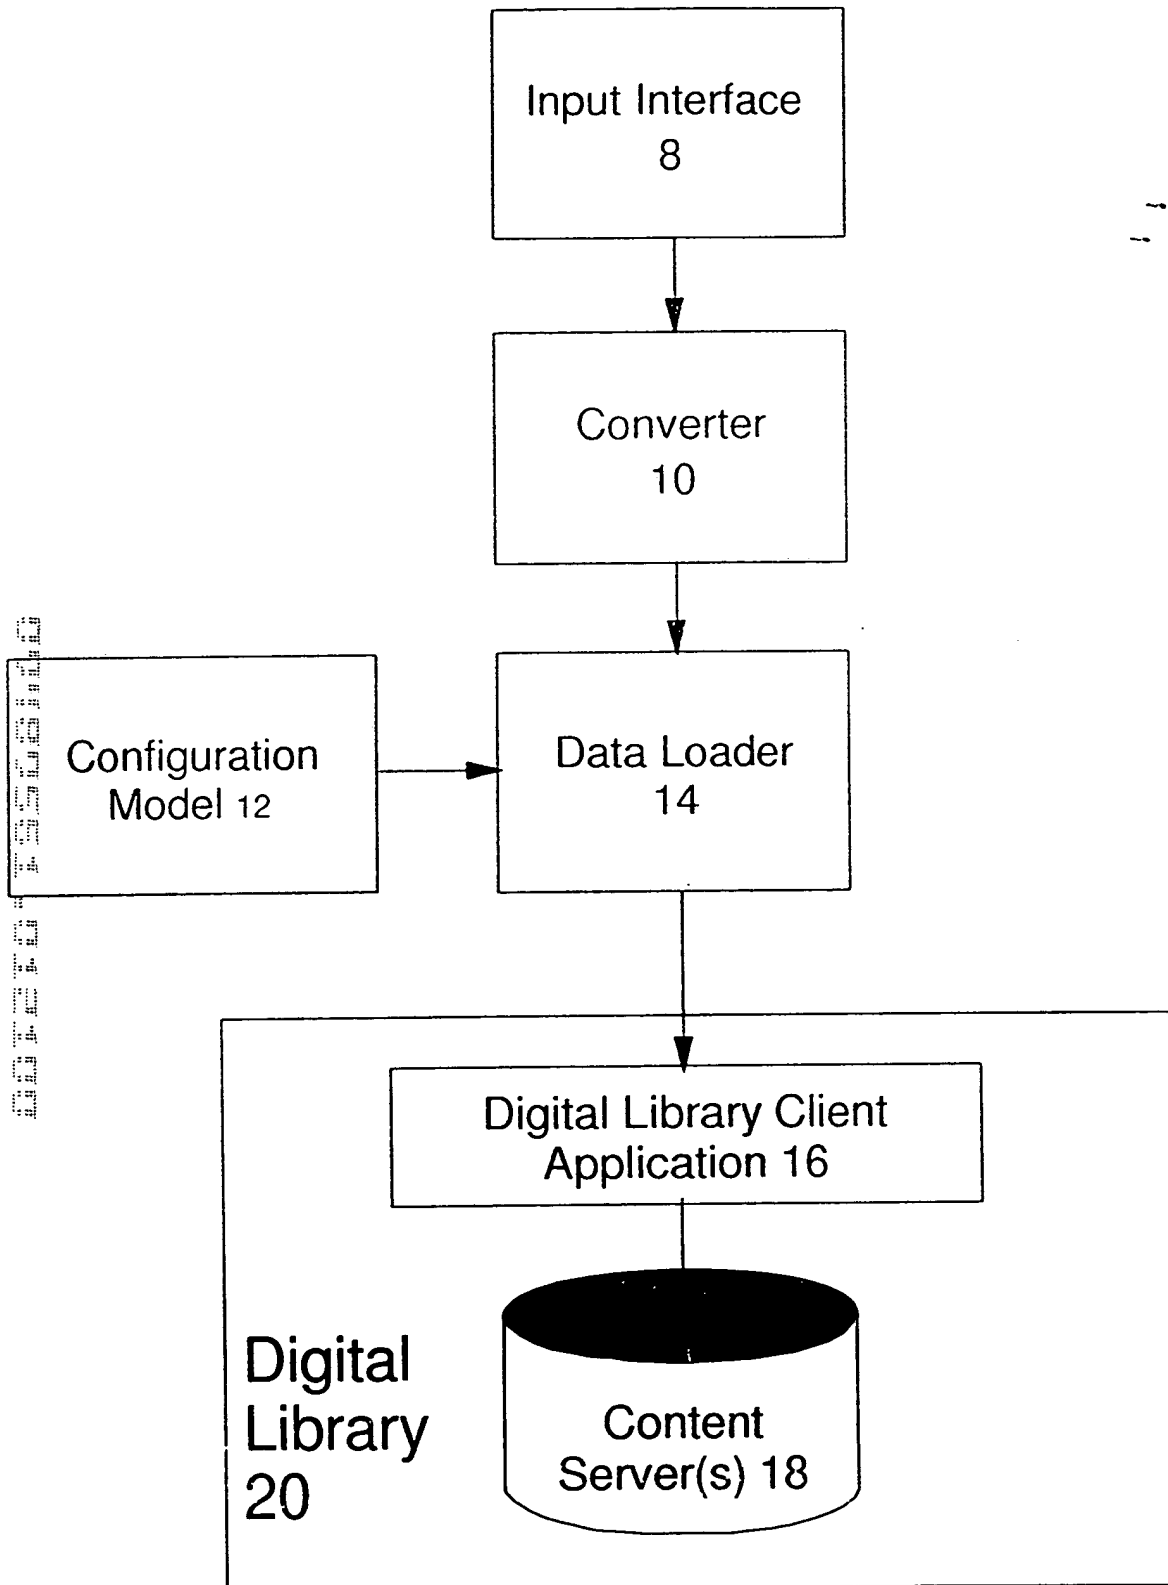 Input Interface
8
Converter
10
Configuration
Model 12
Data Loader
14
Digital Library Client
Application 16
Digital
Library
20
Content
Server(s) 18